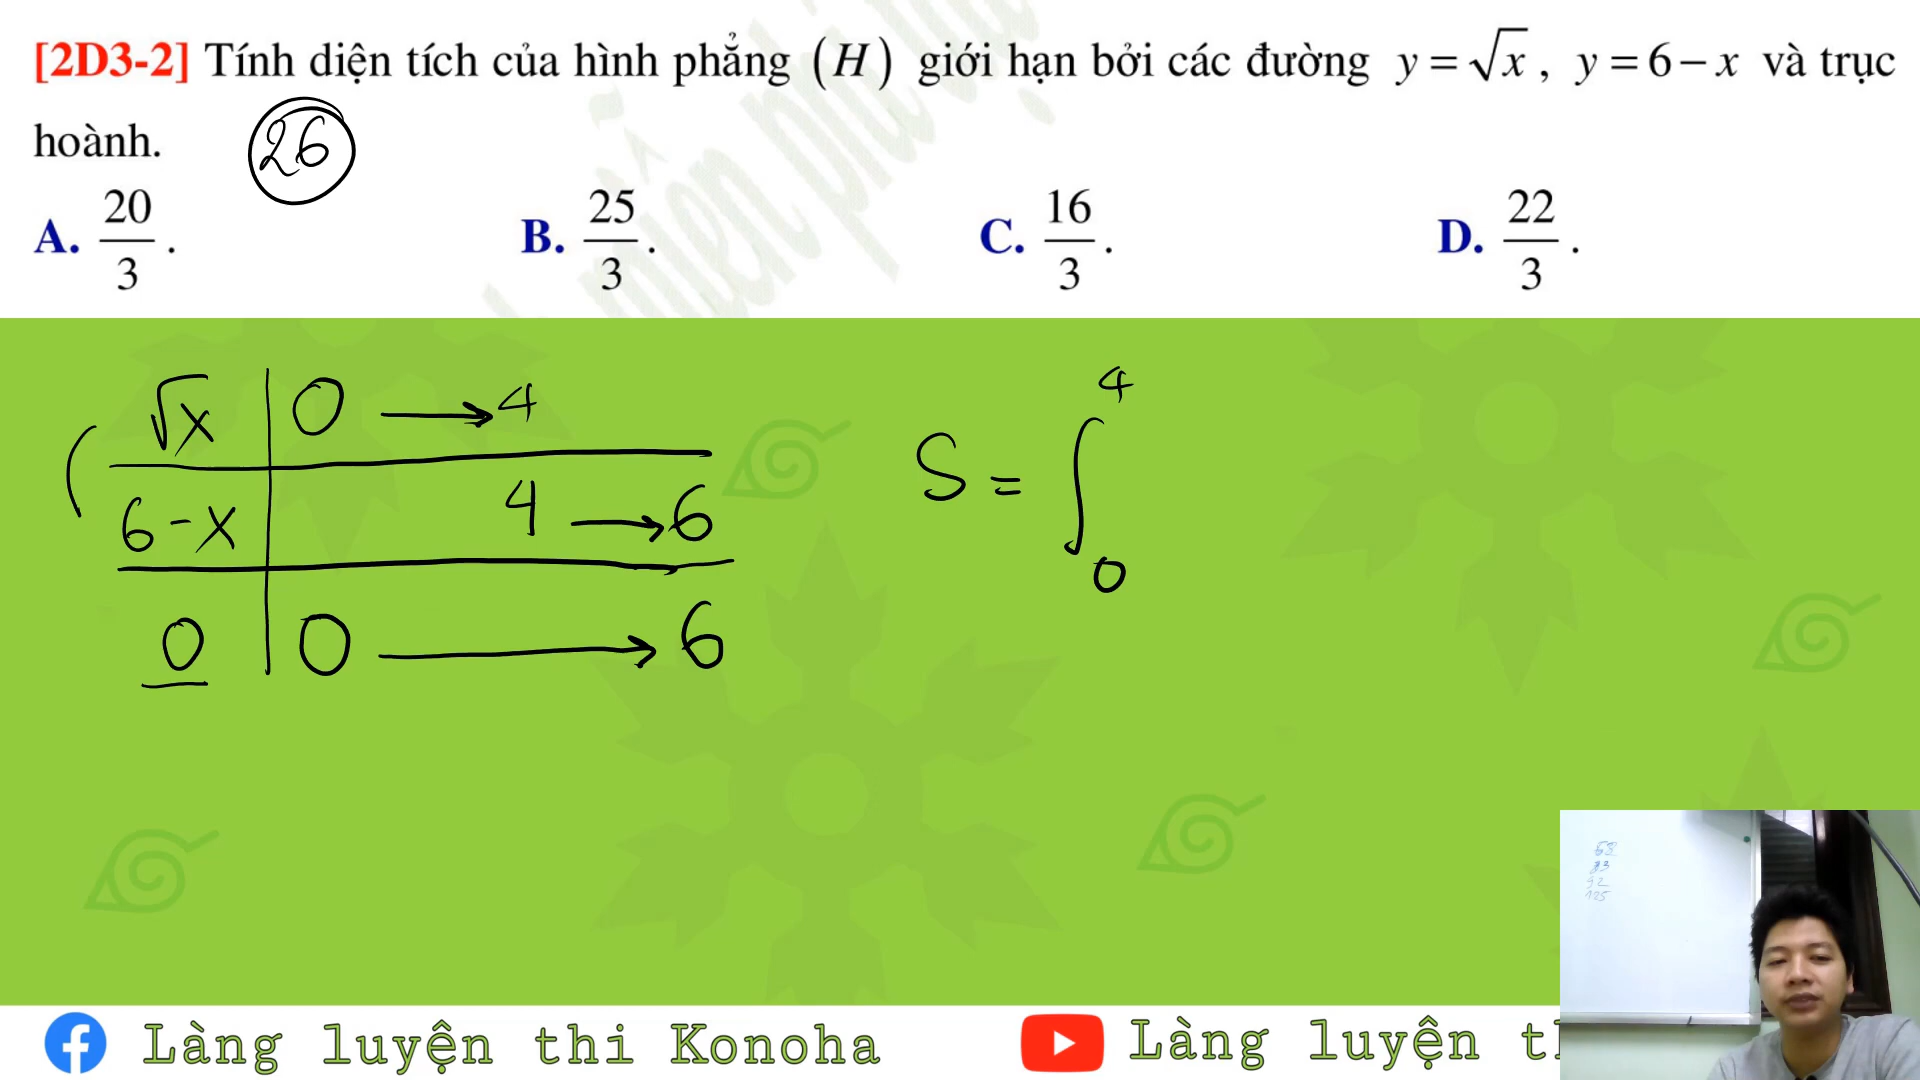 [2D3-2] Tính diện tích của hình phẳng (H) giới hạn bởi các đường y = √x , y = 6 − x và trục
hoành. 26
A. 20/3 . B. 25/3 . C. 16/3 . D. 22/3 .
√x | 0 → 4
6 - x | 4 → 6
0 | 0 → 6
S = ∫₀⁴
Làng luyện thi Konoha Làng luyện